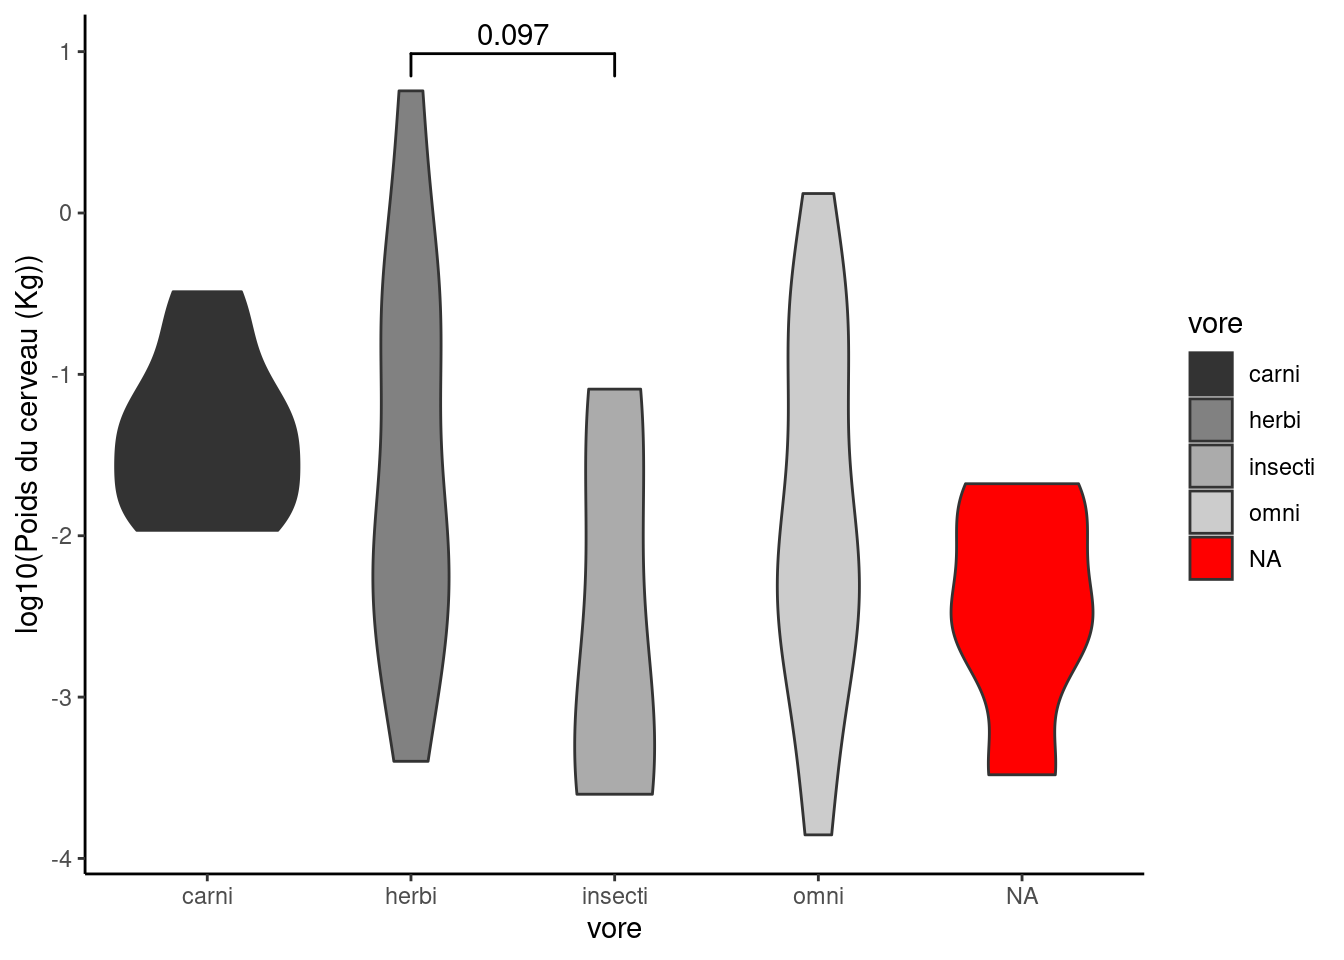 0.097
1
0
-1
-2
-3
-4
log10(Poids du cerveau (Kg))
carni
herbi
insecti
omni
NA
vore
vore
carni
herbi
insecti
omni
NA